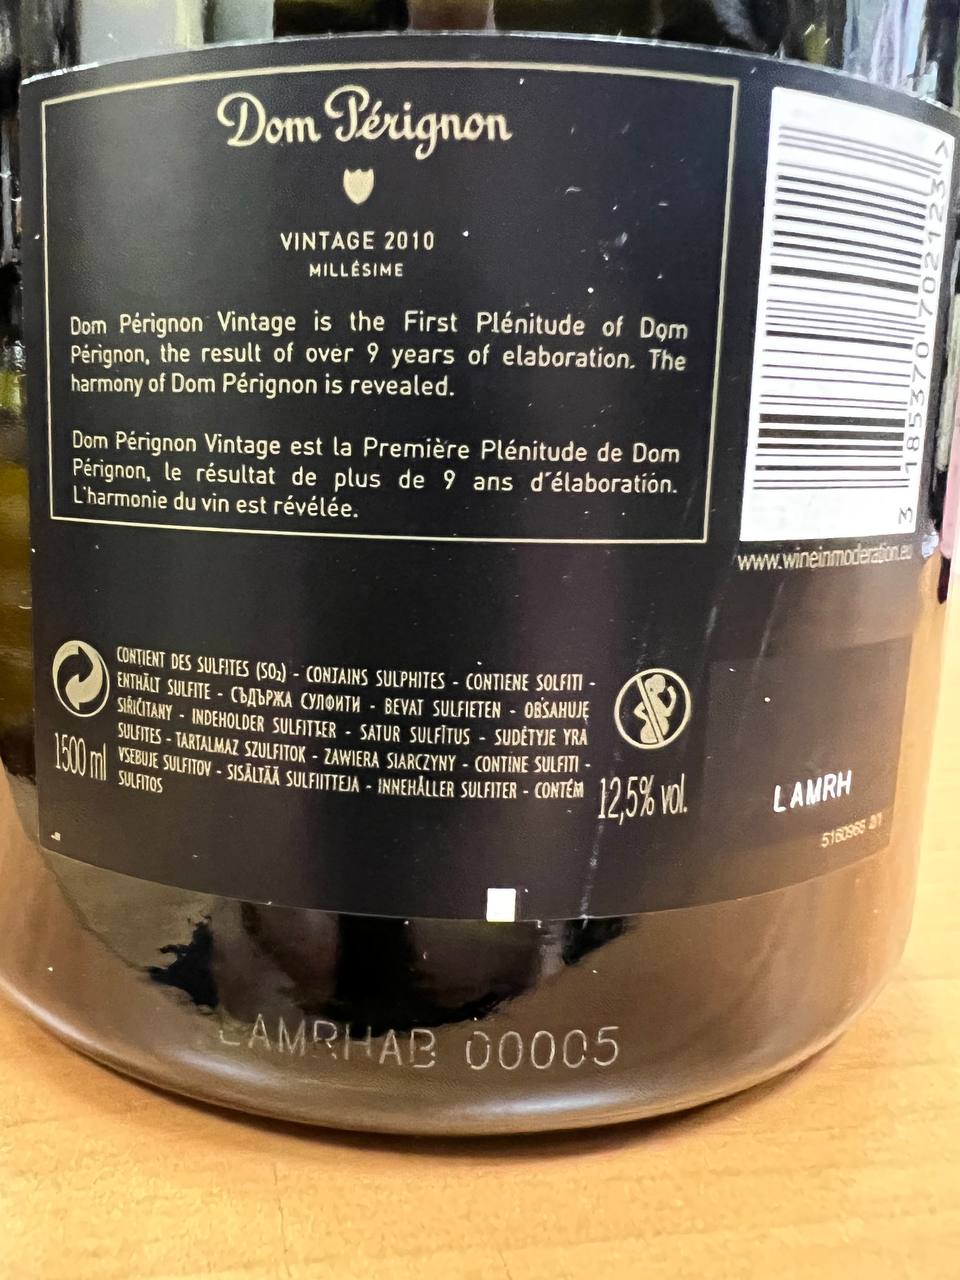 Dom Pérignon
VINTAGE 2010
MILLÉSIME
Dom Pérignon Vintage is the First Plénitude of Dom
Pérignon, the result of over 9 years of elaboration. The
harmony of Dom Pérignon is revealed.
Dom Pérignon Vintage est la Première Plénitude de Dom
Pérignon, le résultat de plus de 9 ans d'élaboration.
L'harmonie du vin est révélée.
3 185370 702123 >
www.wineinmoderation.eu
CONTIENT DES SULFITES (SO₂) - CONTAINS SULPHITES - CONTIENE SOLFITI -
ENTHÄLT SULFITE - СЪДЪРЖА СУЛФИТИ - BEVAT SULFIETEN - OBSAHUJE
SIŘIČITANY - INDEHOLDER SULFITTER - SATUR SULFĪTUS - SUDĖTYJE YRA
SULFITES - TARTALMAZ SZULFITOK - ZAWIERA SIARCZYNY - CONTINE SULFITI -
VSEBUJE SULFITOV - SISÄLTÄÄ SULFIITTEJA - INNEHÅLLER SULFITER - CONTÉM
SULFITOS
1500 ml
12,5% vol.
LAMRH
LAMRHAB 00005